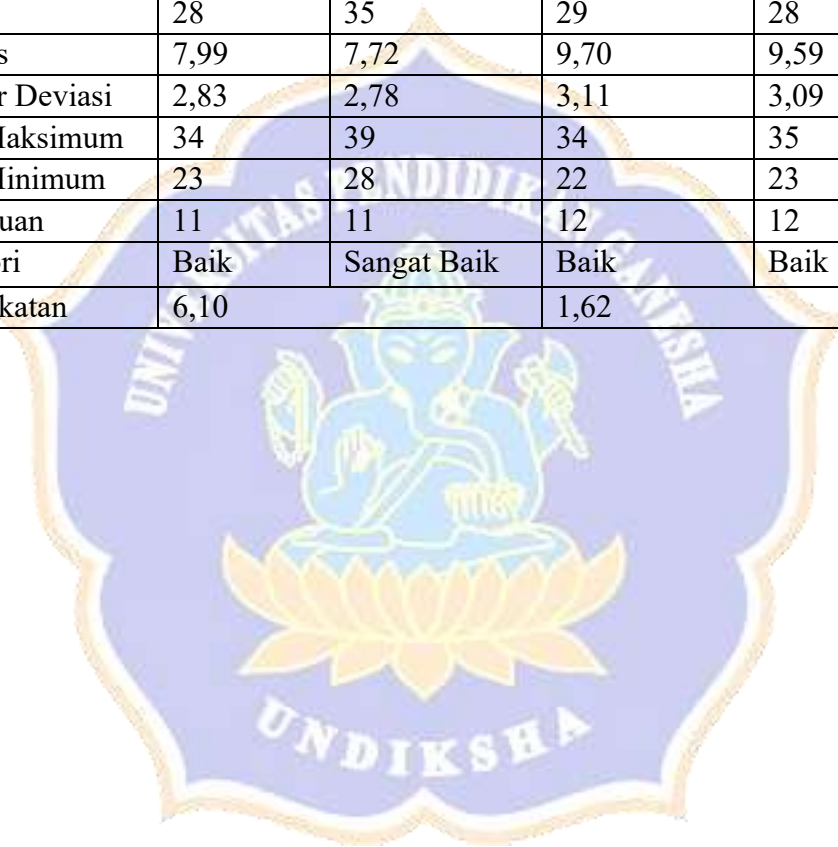 28 35 29 28
s 7,99 7,72 9,70 9,59
r Deviasi 2,83 2,78 3,11 3,09
Maksimum 34 39 34 35
Minimum 23 28 22 23
uan 11 11 12 12
ri Baik Sangat Baik Baik Baik
katan 6,10 1,62
UNIVERSITAS PENDIDIKAN GANESHA
UNDIKSHA